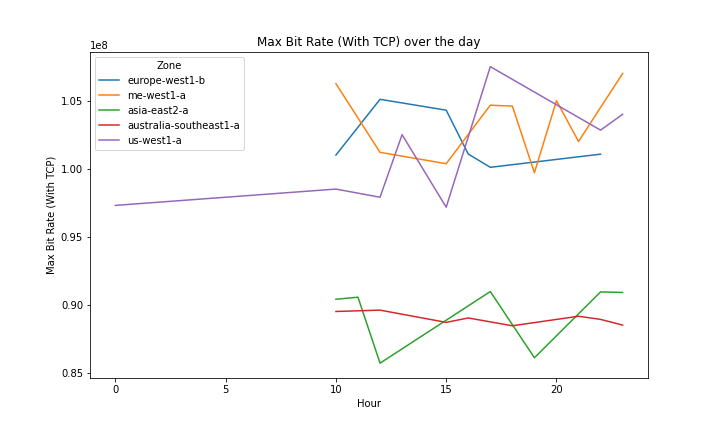 Max Bit Rate (With TCP) over the day
1e8
Zone
europe-west1-b
me-west1-a
asia-east2-a
australia-southeast1-a
us-west1-a
1.05
1.00
0.95
0.90
0.85
Max Bit Rate (With TCP)
0 5 10 15 20
Hour